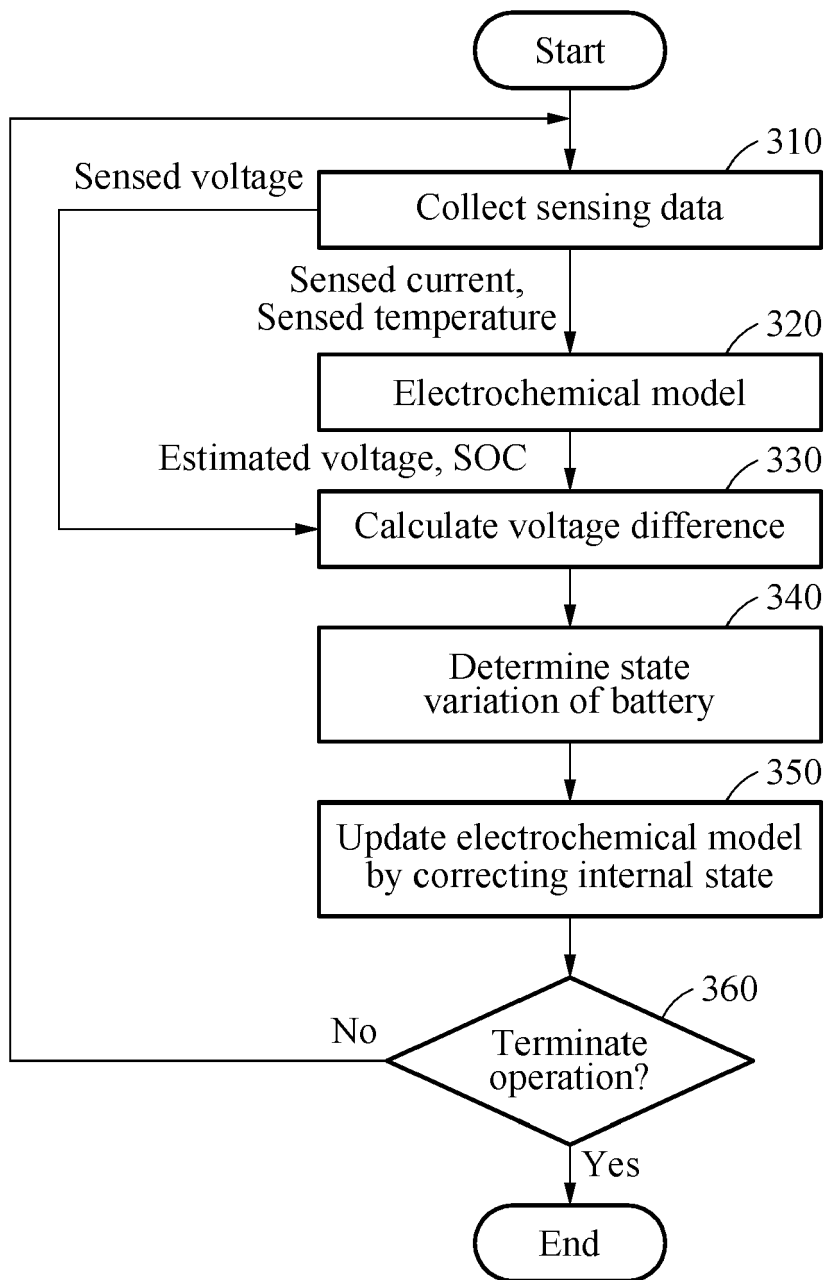 Start
310
Sensed voltage
Collect sensing data
Sensed current,
Sensed temperature
320
Electrochemical model
Estimated voltage, SOC
330
Calculate voltage difference
340
Determine state
variation of battery
350
Update electrochemical model
by correcting internal state
360
No
Terminate
operation?
Yes
End